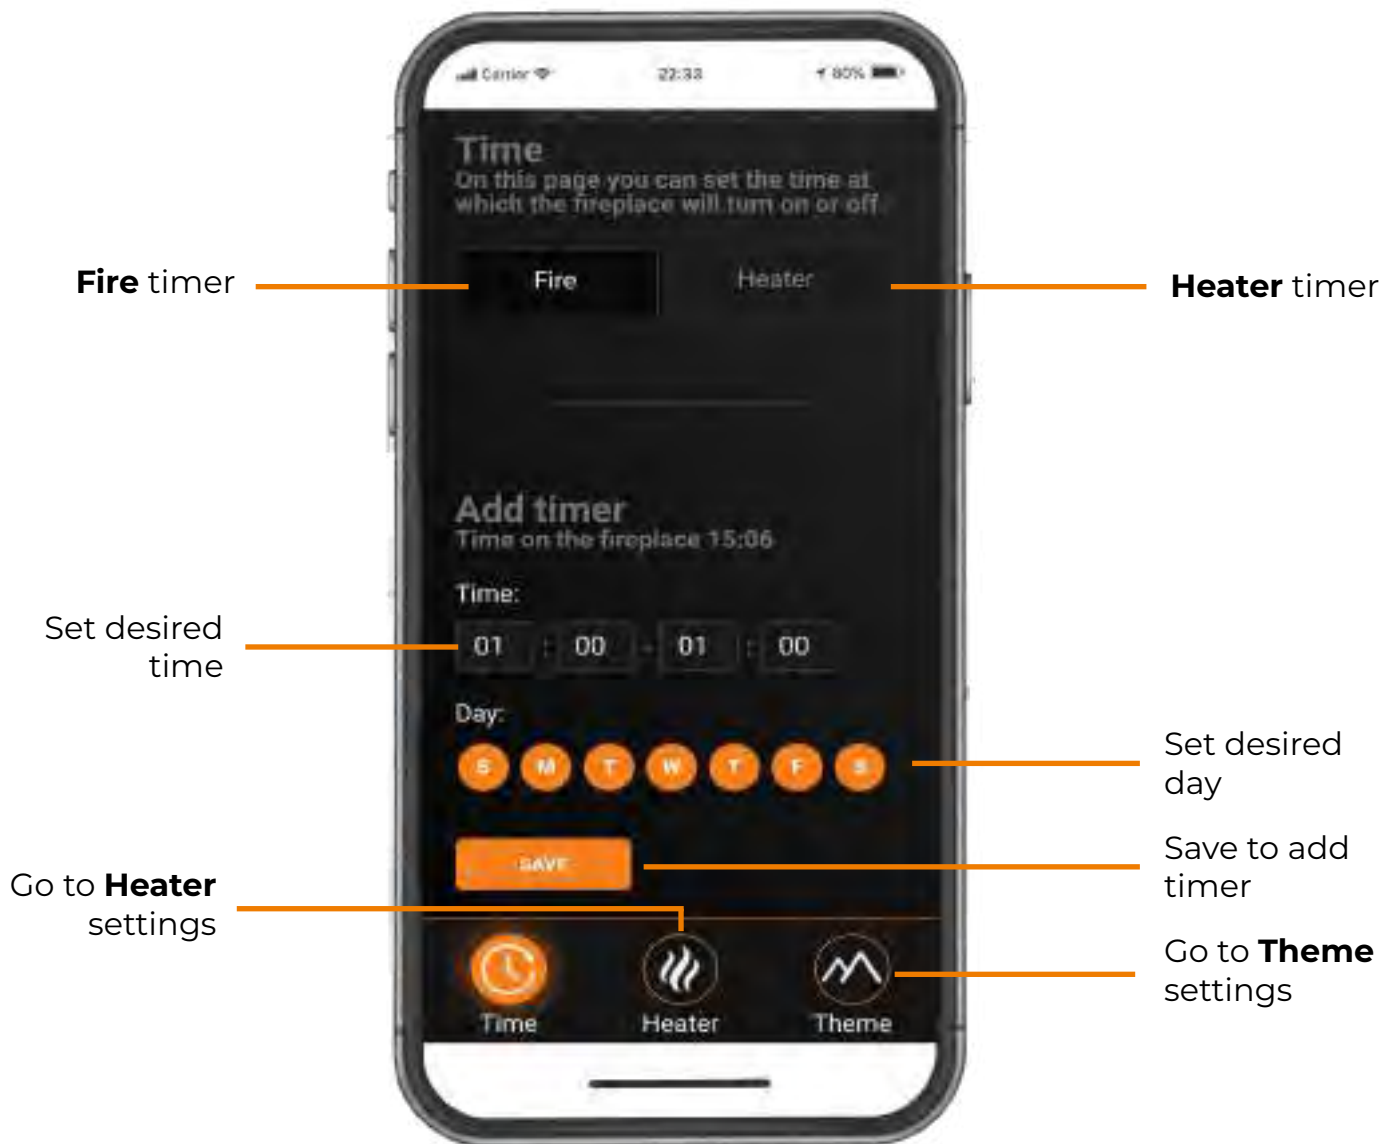 Carrier 22:33 80%
Time
On this page you can set the time at
which the fireplace will turn on or off.
Fire timer
Fire
Heater
Heater timer
Add timer
Time on the fireplace 15:06
Time:
Set desired
time
01 : 00 - 01 : 00
Day:
S M T W T F S
Set desired
day
SAVE
Save to add
timer
Go to Heater
settings
Go to Theme
settings
Time
Heater
Theme